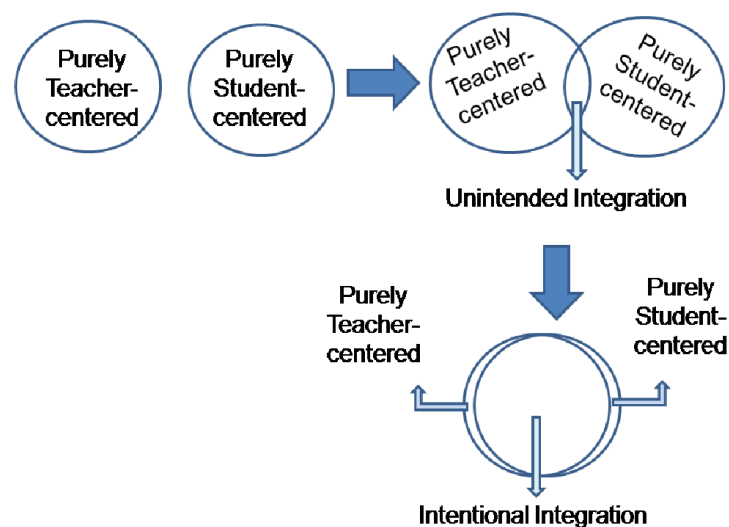 Purely
Teacher-
centered
Purely
Student-
centered
Purely
Teacher-
centered
Purely
Student-
centered
Unintended Integration
Purely
Teacher-
centered
Purely
Student-
centered
Intentional Integration